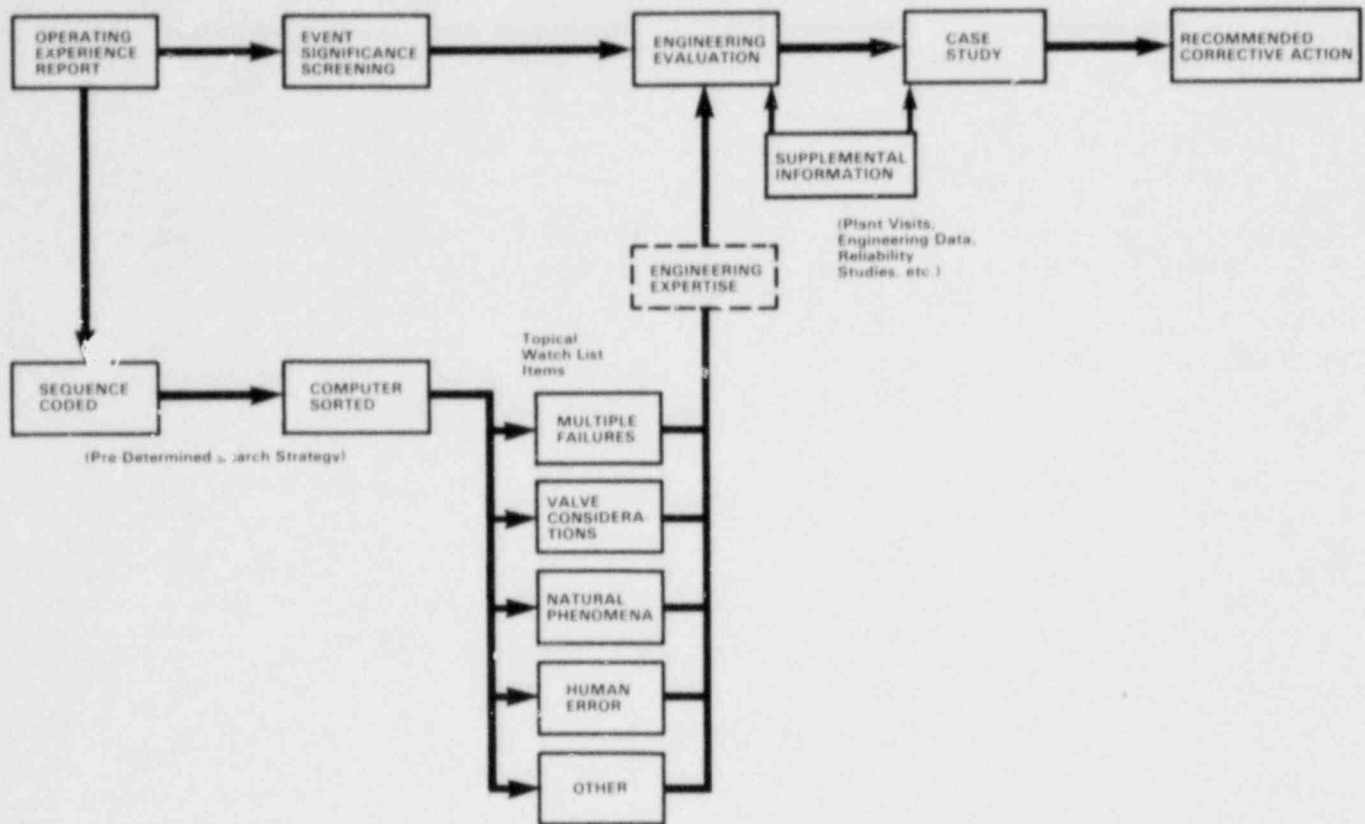 OPERATING
EXPERIENCE
REPORT
EVENT
SIGNIFICANCE
SCREENING
ENGINEERING
EVALUATION
CASE
STUDY
RECOMMENDED
CORRECTIVE ACTION
SUPPLEMENTAL
INFORMATION
(Plant Visits,
Engineering Data,
Reliability
Studies, etc.)
ENGINEERING
EXPERTISE
SEQUENCE
CODED
COMPUTER
SORTED
(Pre-Determined Strategy)
Topical
Watch List
Items
MULTIPLE
FAILURES
VALVE
CONSIDERA-
TIONS
NATURAL
PHENOMENA
HUMAN
ERROR
OTHER